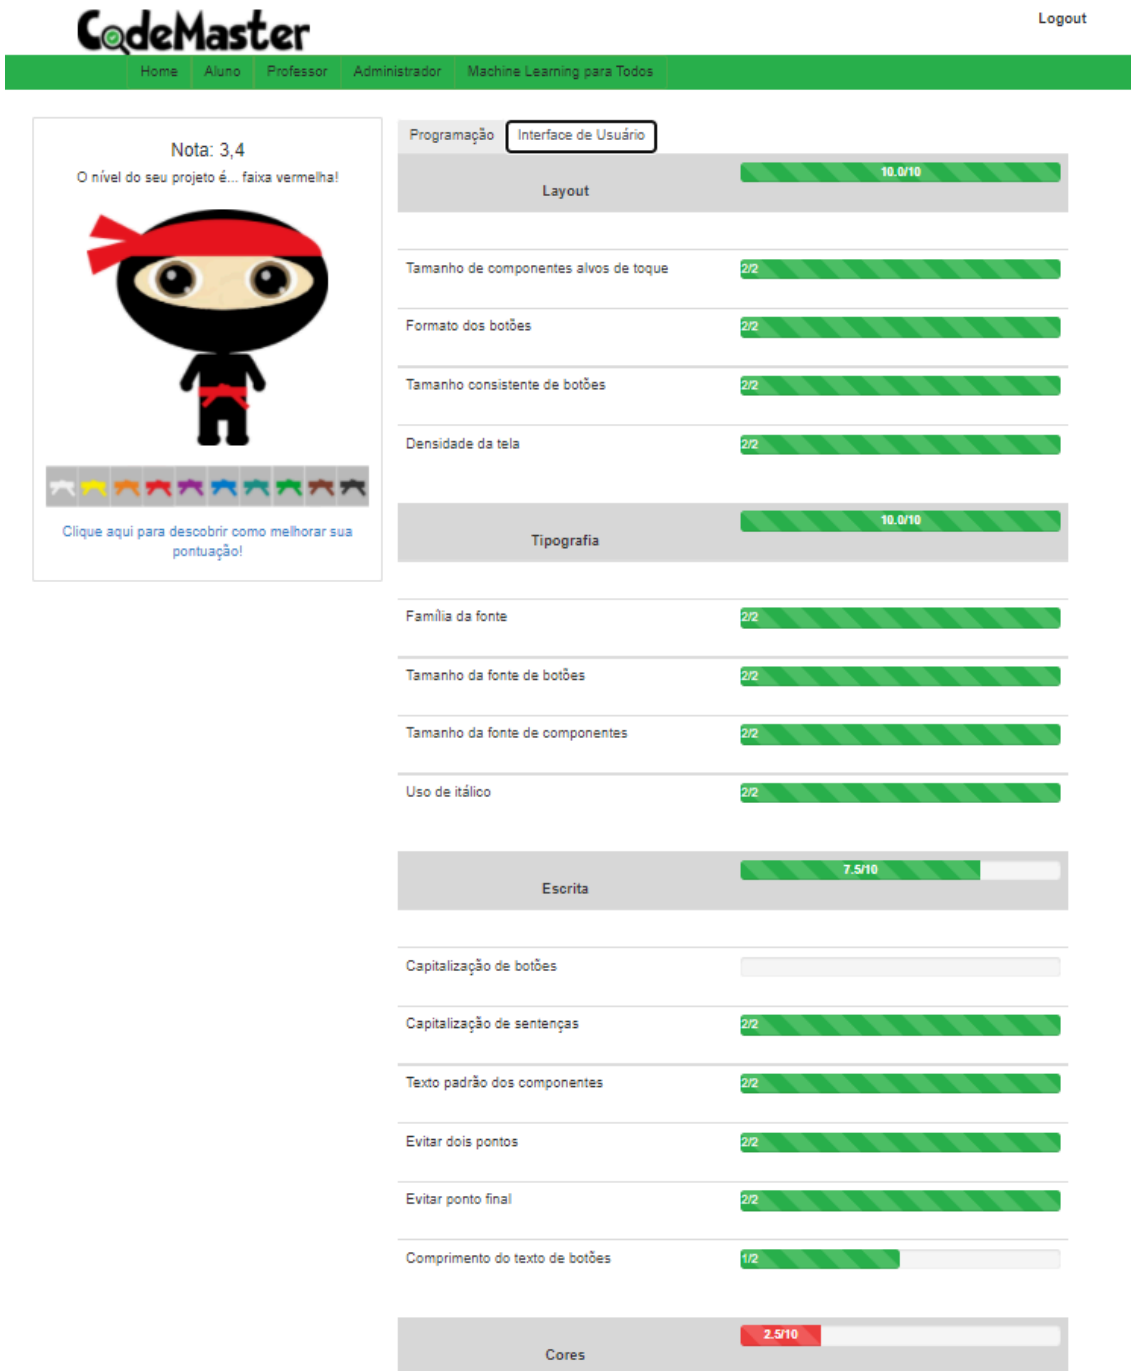 CodeMaster
Logout
Home Aluno Professor Administrador Machine Learning para Todos
Nota: 3,4
O nível do seu projeto é... faixa vermelha!
Clique aqui para descobrir como melhorar sua
pontuação!
Programação Interface de Usuário
10.0/10
Layout
Tamanho de componentes alvos de toque 2/2
Formato dos botões 2/2
Tamanho consistente de botões 2/2
Densidade da tela 2/2
10.0/10
Tipografia
Família da fonte 2/2
Tamanho da fonte de botões 2/2
Tamanho da fonte de componentes 2/2
Uso de itálico 2/2
7.5/10
Escrita
Capitalização de botões
Capitalização de sentenças 2/2
Texto padrão dos componentes 2/2
Evitar dois pontos 2/2
Evitar ponto final 2/2
Comprimento do texto de botões 1/2
2.5/10
Cores